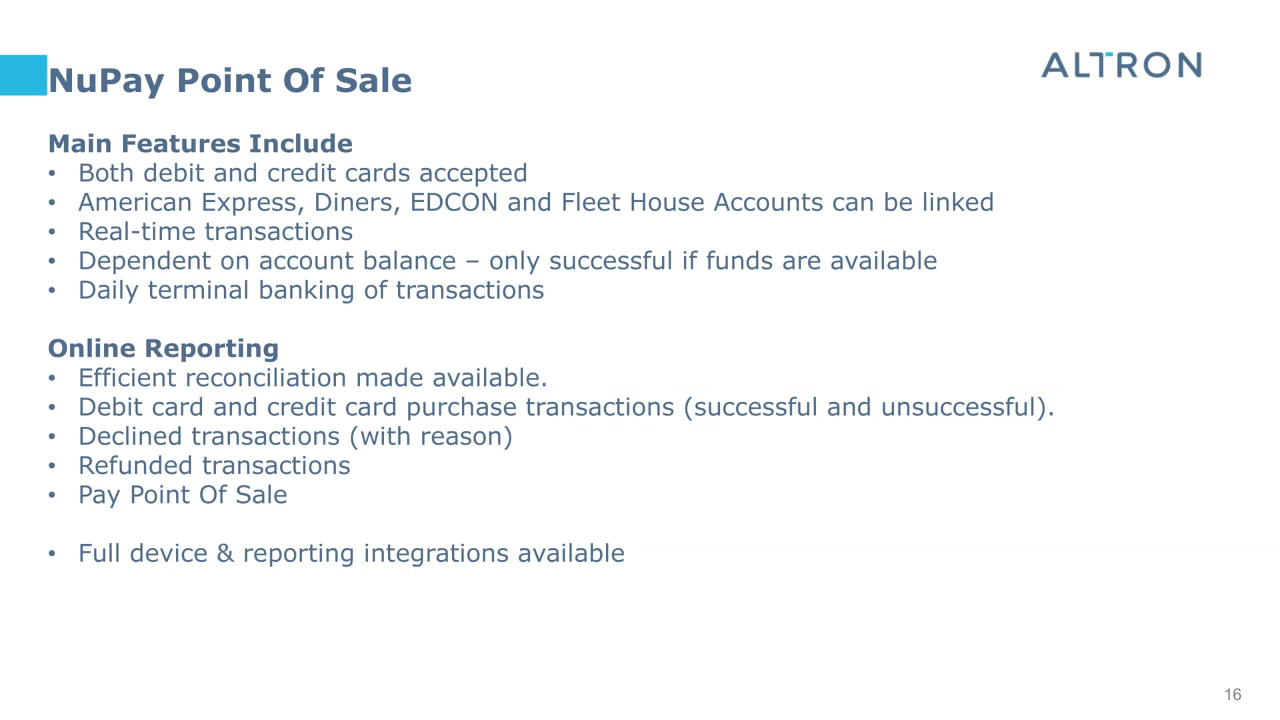 ALTRON
NuPay Point Of Sale
Main Features Include
• Both debit and credit cards accepted
• American Express, Diners, EDCON and Fleet House Accounts can be linked
• Real-time transactions
• Dependent on account balance – only successful if funds are available
• Daily terminal banking of transactions
Online Reporting
• Efficient reconciliation made available.
• Debit card and credit card purchase transactions (successful and unsuccessful).
• Declined transactions (with reason)
• Refunded transactions
• Pay Point Of Sale
• Full device & reporting integrations available
16